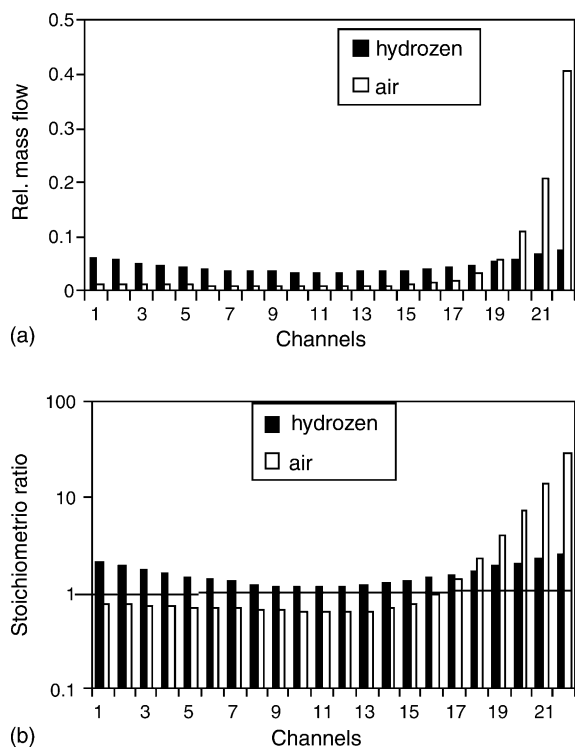 0.5
0.4
0.3
0.2
0.1
0
Rel. mass flow
hydrozen
air
1 3 5 7 9 11 13 15 17 19 21
(a)
Channels
100
10
1
0.1
Stoichiometrio ratio
hydrozen
air
1 3 5 7 9 11 13 15 17 19 21
(b)
Channels